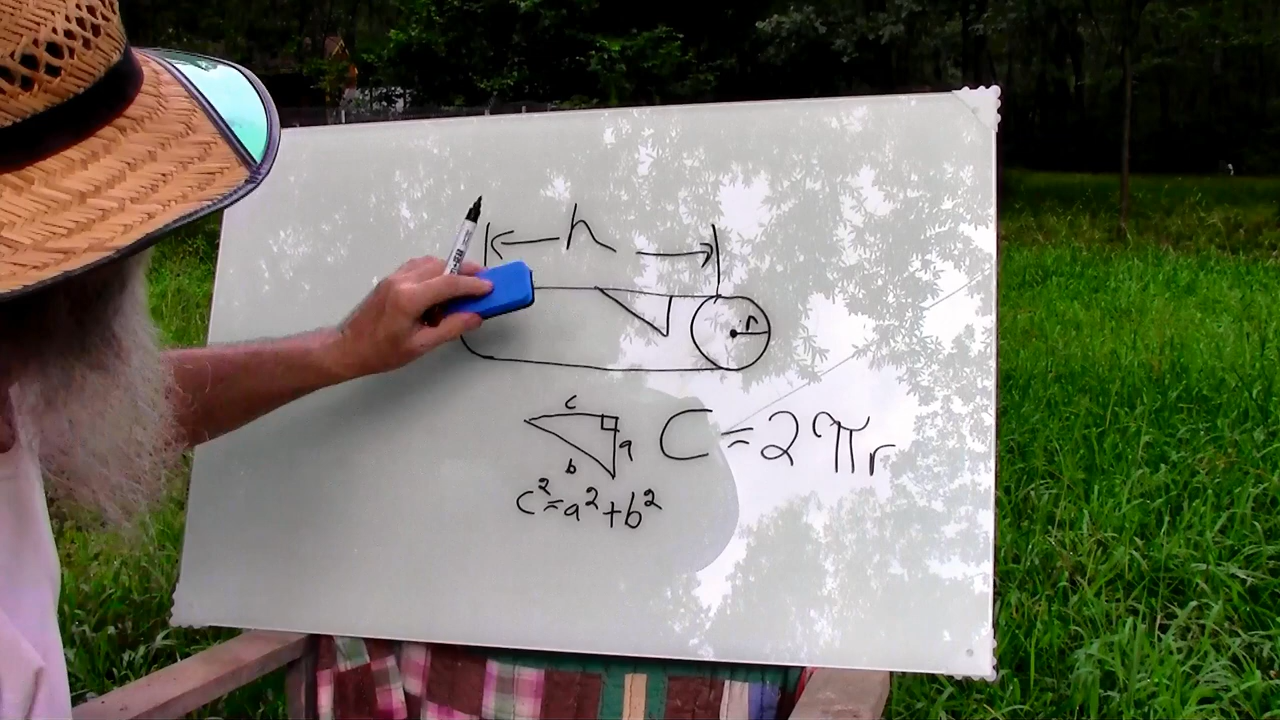 h
r
c
a
b
C = 2πr
c² = a² + b²